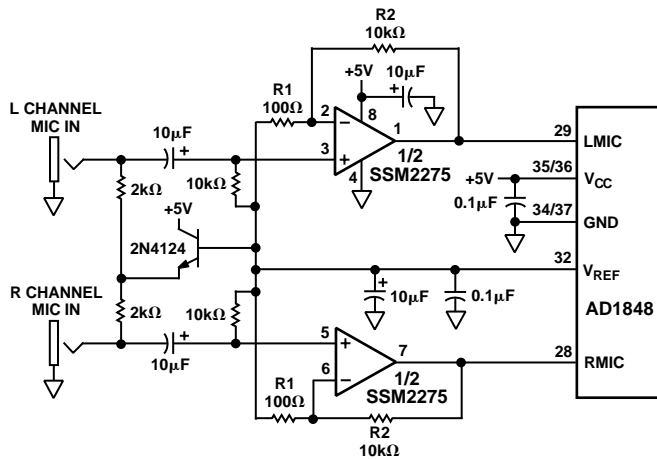 R2
10kΩ
+5V
10µF
+
R1
100Ω
L CHANNEL
MIC IN
10µF
+
2
8
1
3
4
−
+
1/2
SSM2275
2kΩ
10kΩ
+5V
2N4124
29
LMIC
35/36
+5V
VCC
0.1µF
34/37
GND
32
VREF
AD1848
+
10µF
0.1µF
R CHANNEL
MIC IN
2kΩ
10kΩ
+
10µF
5
6
7
+
−
1/2
SSM2275
28
RMIC
R1
100Ω
R2
10kΩ